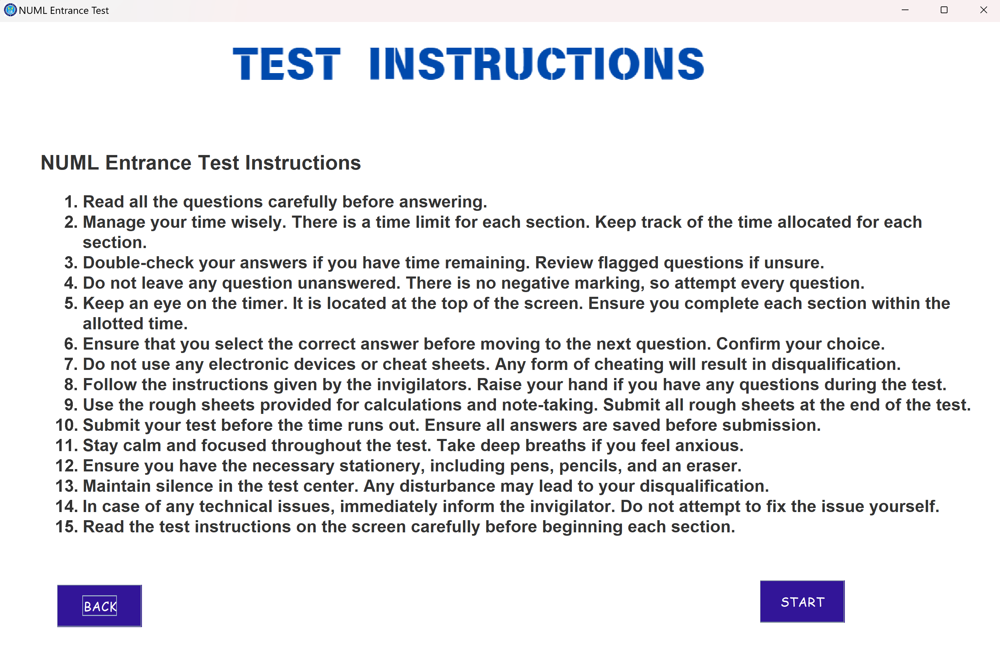 NUML Entrance Test
TEST INSTRUCTIONS
NUML Entrance Test Instructions
1. Read all the questions carefully before answering.
2. Manage your time wisely. There is a time limit for each section. Keep track of the time allocated for each
section.
3. Double-check your answers if you have time remaining. Review flagged questions if unsure.
4. Do not leave any question unanswered. There is no negative marking, so attempt every question.
5. Keep an eye on the timer. It is located at the top of the screen. Ensure you complete each section within the
allotted time.
6. Ensure that you select the correct answer before moving to the next question. Confirm your choice.
7. Do not use any electronic devices or cheat sheets. Any form of cheating will result in disqualification.
8. Follow the instructions given by the invigilators. Raise your hand if you have any questions during the test.
9. Use the rough sheets provided for calculations and note-taking. Submit all rough sheets at the end of the test.
10. Submit your test before the time runs out. Ensure all answers are saved before submission.
11. Stay calm and focused throughout the test. Take deep breaths if you feel anxious.
12. Ensure you have the necessary stationery, including pens, pencils, and an eraser.
13. Maintain silence in the test center. Any disturbance may lead to your disqualification.
14. In case of any technical issues, immediately inform the invigilator. Do not attempt to fix the issue yourself.
15. Read the test instructions on the screen carefully before beginning each section.
BACK
START